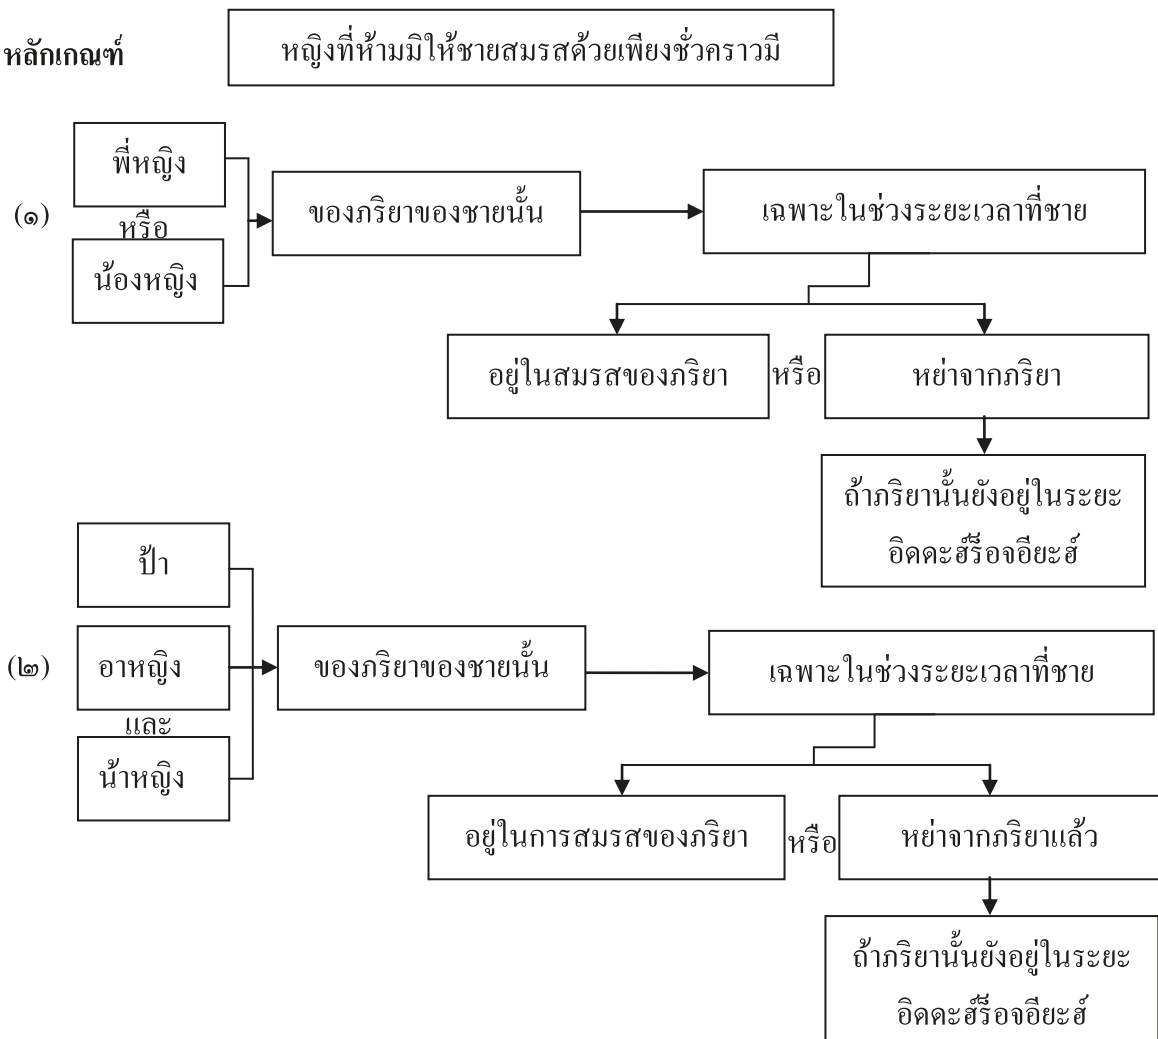 หลักเกณฑ์
หญิงที่ห้ามมิให้ชายสมรสด้วยเพียงชั่วคราวมี
(๑)
พี่หญิง
หรือ
น้องหญิง
ของภริยาของชายนั้น
เฉพาะในช่วงระยะเวลาที่ชาย
อยู่ในสมรสของภริยา
หรือ
หย่าจากภริยา
ถ้าภริยานั้นยังอยู่ในระยะ
อิดดะฮ์ร็อจอียะฮ์
(๒)
ป้า
อาหญิง
และ
น้าหญิง
ของภริยาของชายนั้น
เฉพาะในช่วงระยะเวลาที่ชาย
อยู่ในการสมรสของภริยา
หรือ
หย่าจากภริยาแล้ว
ถ้าภริยานั้นยังอยู่ในระยะ
อิดดะฮ์ร็อจอียะฮ์